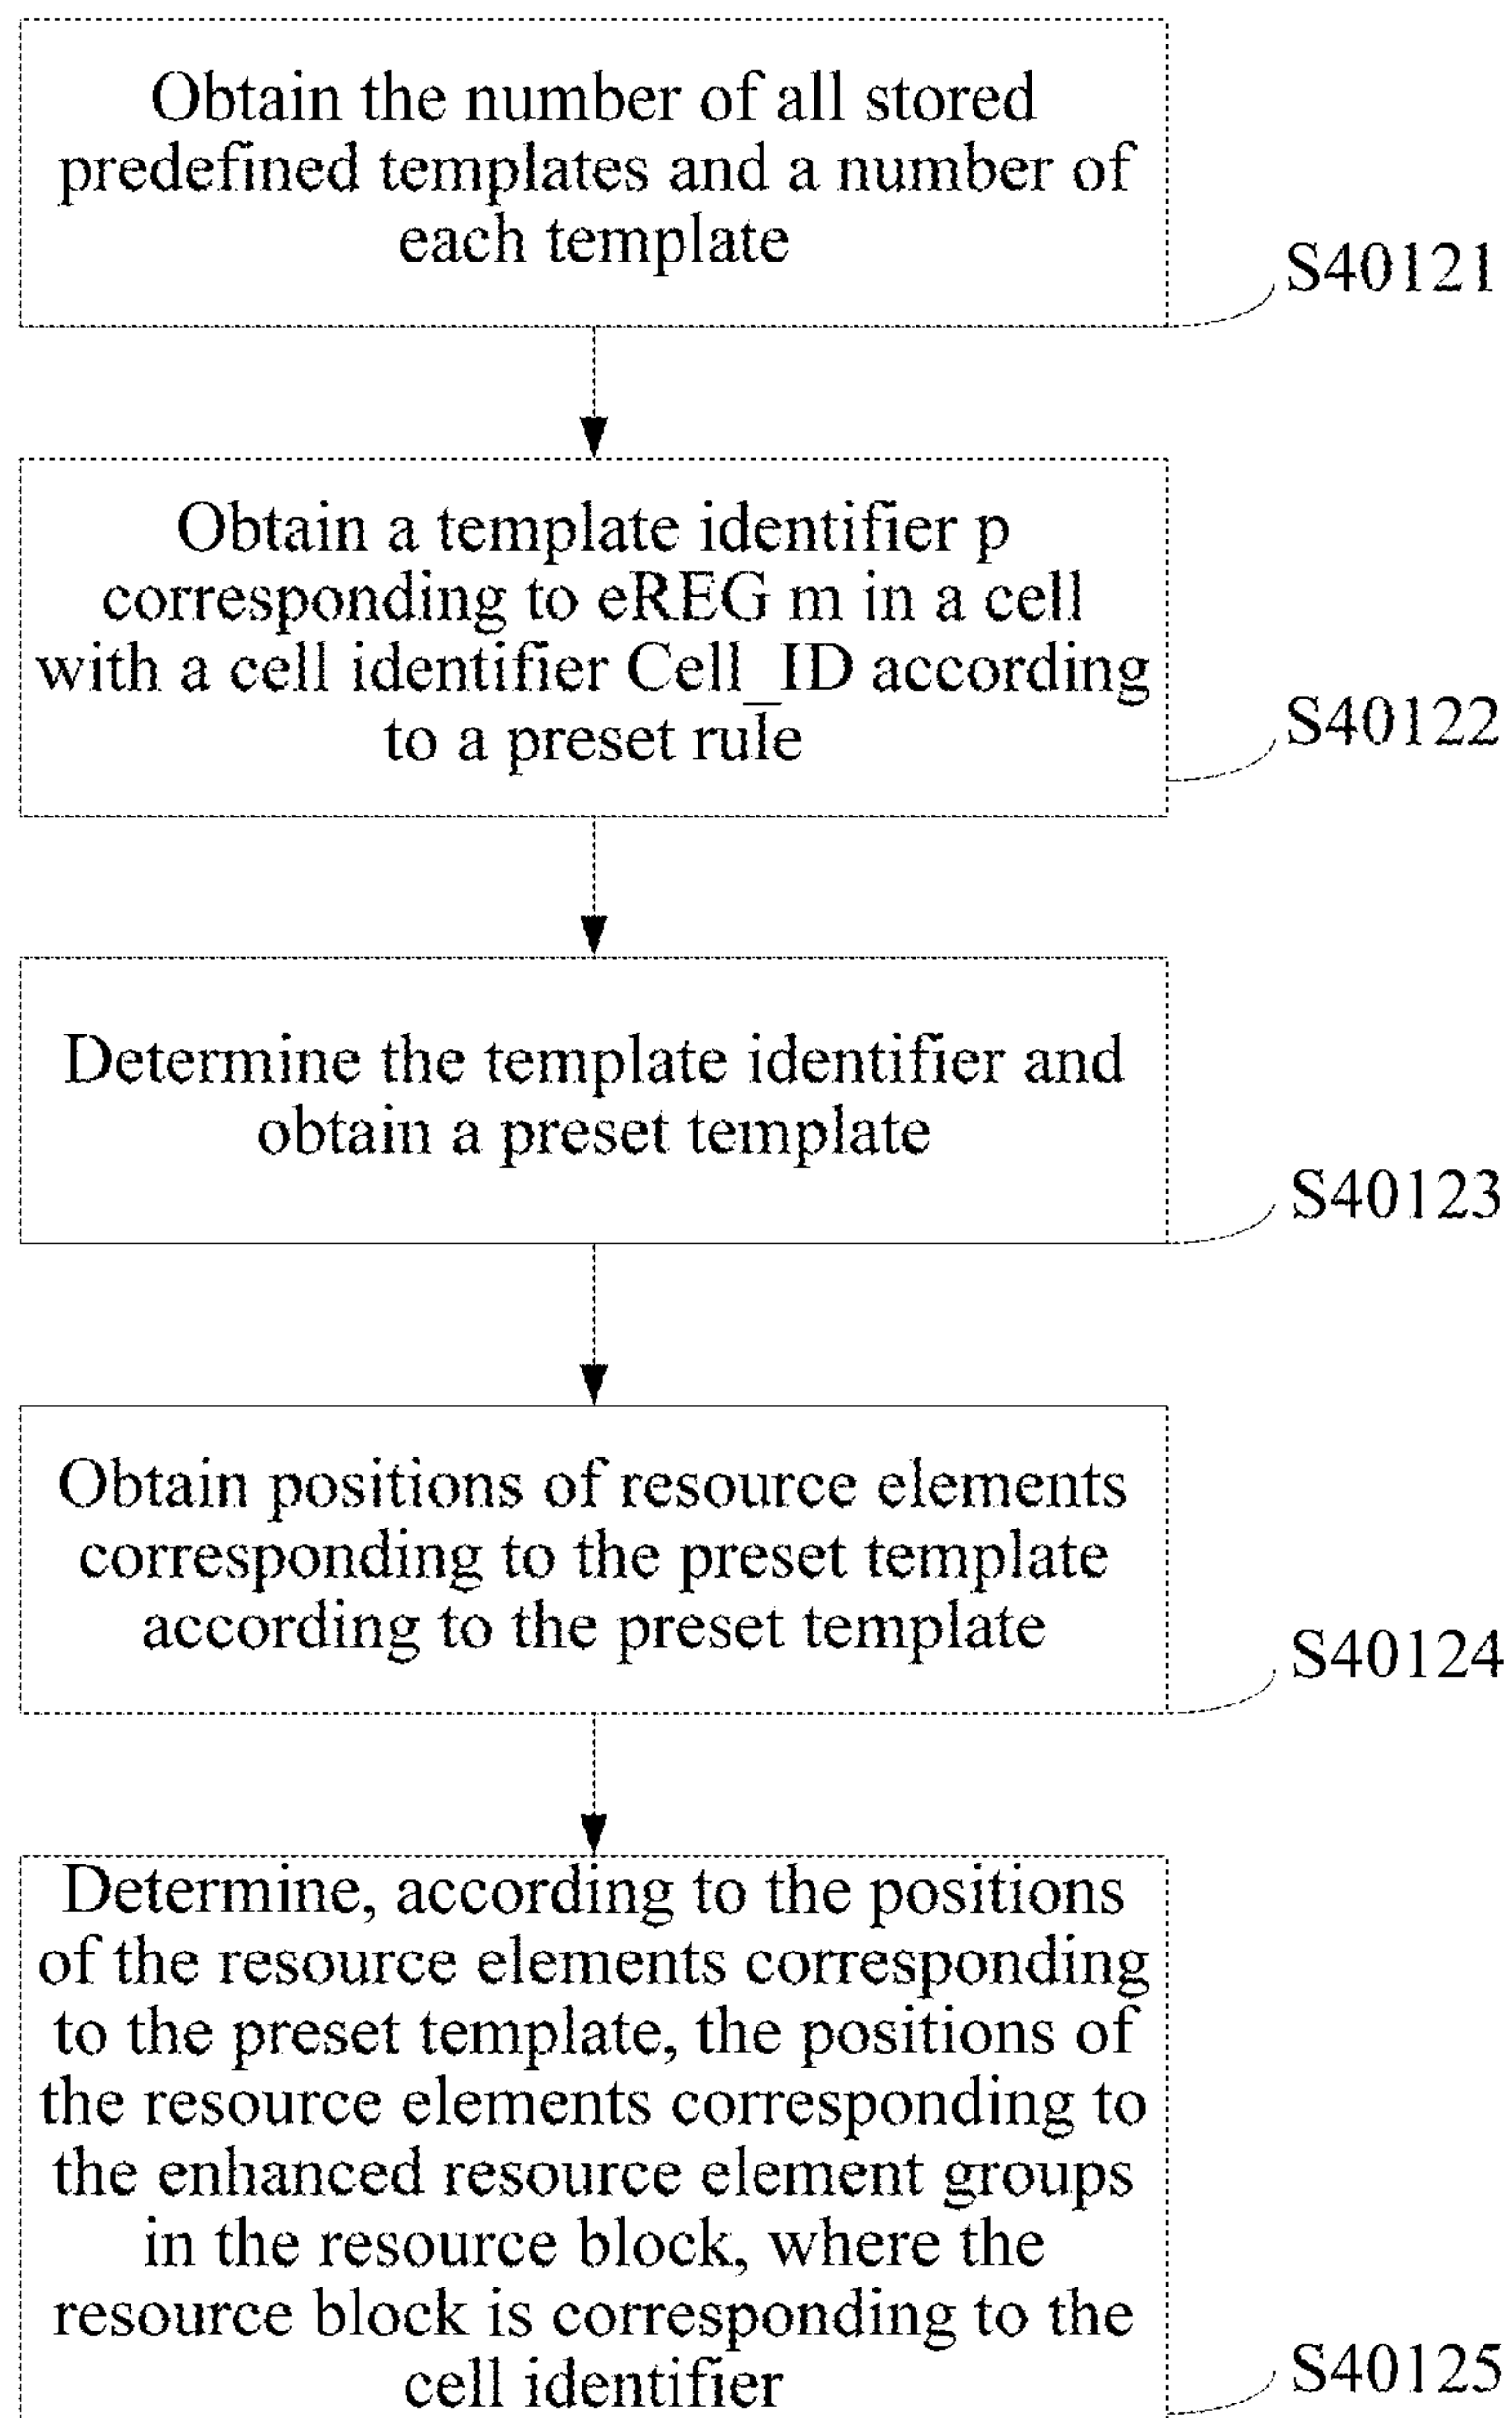 Obtain the number of all stored
predefined templates and a number of
each template
S40121
Obtain a template identifier p
corresponding to eREG m in a cell
with a cell identifier Cell_ID according
to a preset rule
S40122
Determine the template identifier and
obtain a preset template
S40123
Obtain positions of resource elements
corresponding to the preset template
according to the preset template
S40124
Determine, according to the positions
of the resource elements corresponding
to the preset template, the positions of
the resource elements corresponding to
the enhanced resource element groups
in the resource block, where the
resource block is corresponding to the
cell identifier
S40125